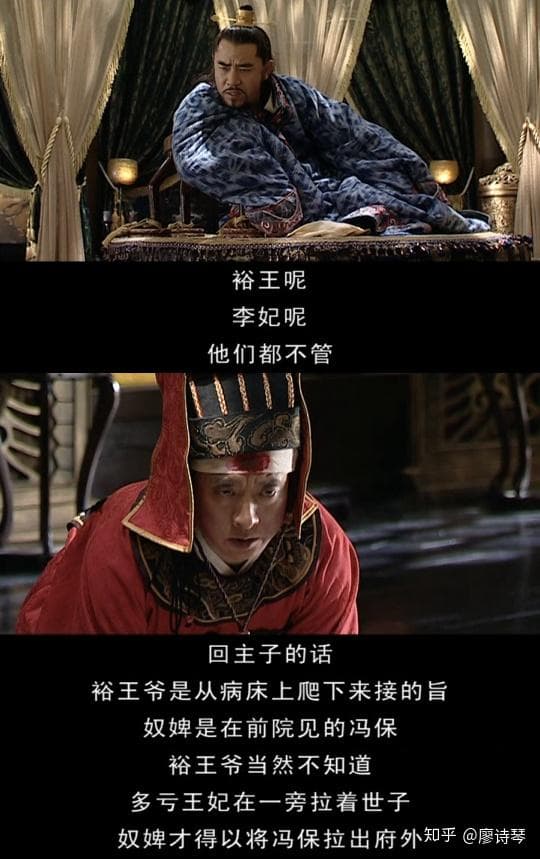 裕王呢
李妃呢
他们都不管
回主子的话
裕王爷是从病床上爬下来接的旨
奴婢是在前院见的冯保
裕王爷当然不知道
多亏王妃在一旁拉着世子
奴婢才得以将冯保拉出府外
知乎 @廖诗琴